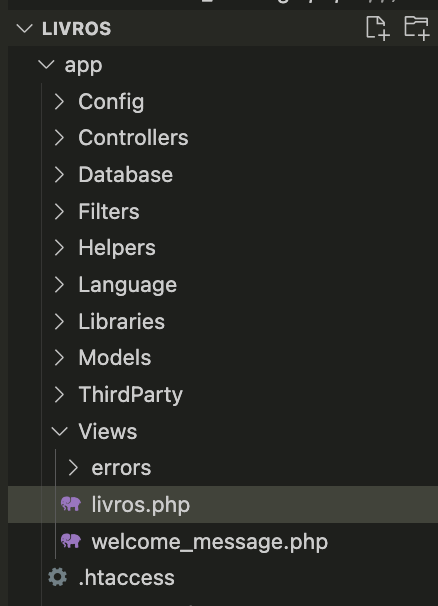 LIVROS
app
Config
Controllers
Database
Filters
Helpers
Language
Libraries
Models
ThirdParty
Views
errors
livros.php
welcome_message.php
.htaccess